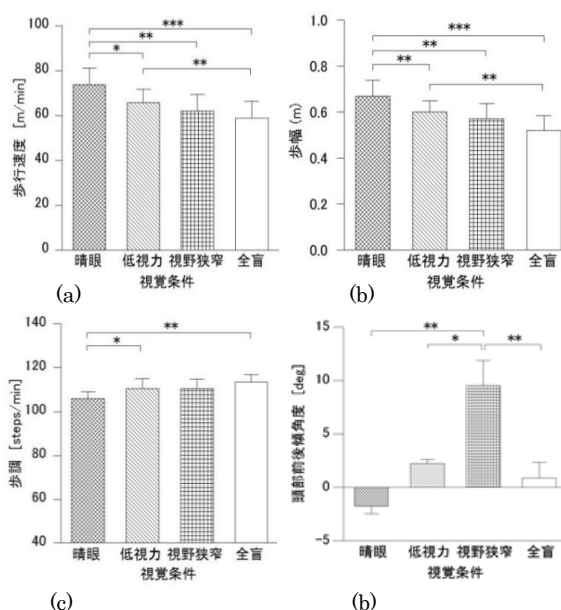 ***
**
*
**
100
80
60
40
20
0
歩行速度 [m/min]
晴眼 低視力 視野狭窄 全盲
視覚条件
(a)
***
**
**
**
1.0
0.8
0.6
0.4
0.2
0.0
歩幅 (m)
晴眼 低視力 視野狭窄 全盲
視覚条件
(b)
**
*
140
120
100
80
60
40
歩調 [steps/min]
晴眼 低視力 視野狭窄 全盲
視覚条件
(c)
**
*
**
15
10
5
0
-5
頭部前後傾角度 [deg]
晴眼 低視力 視野狭窄 全盲
視覚条件
(b)